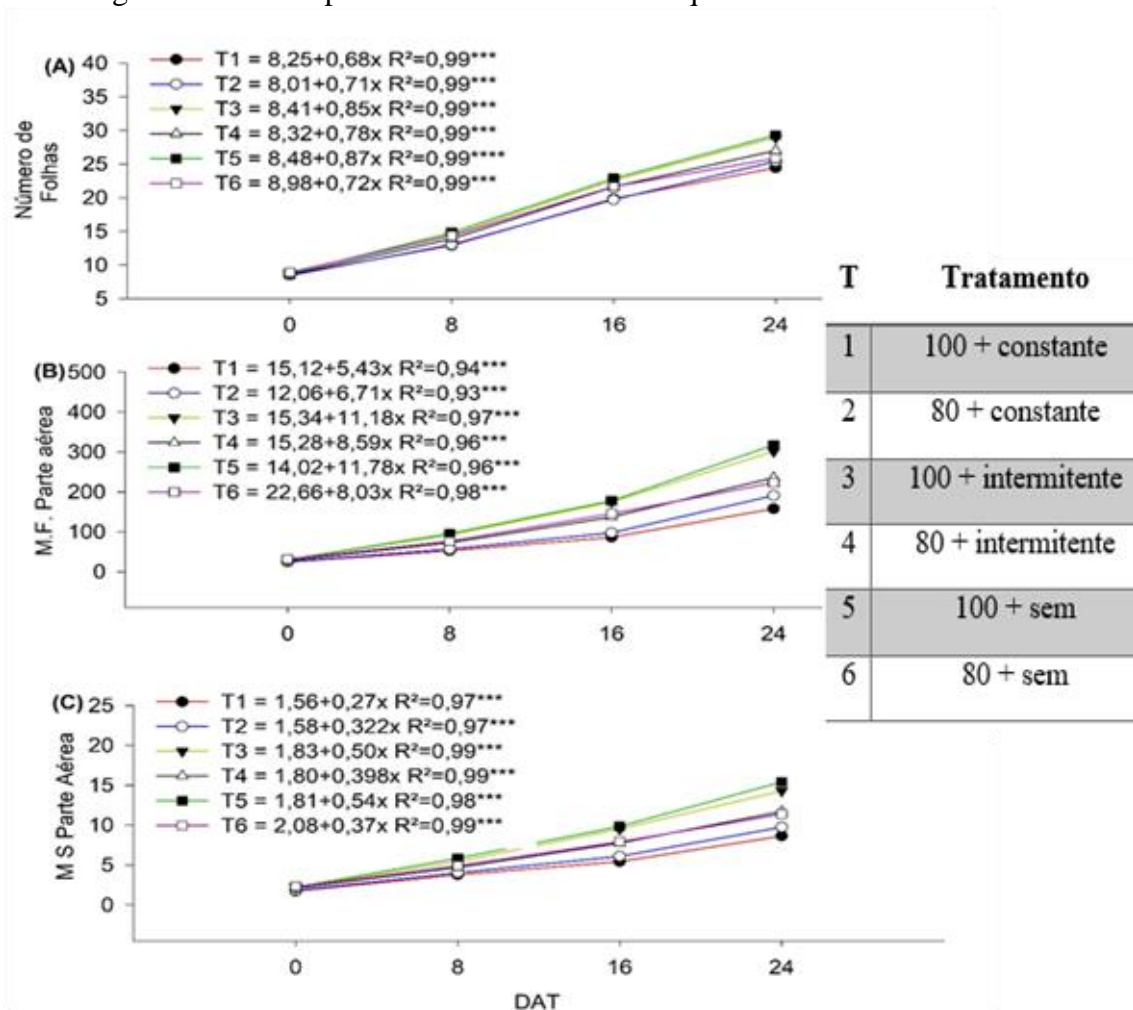 (A) 40
35
30
25
20
15
10
5
Número de
Folhas
T1 = 8,25+0,68x R²=0,99***
T2 = 8,01+0,71x R²=0,99***
T3 = 8,41+0,85x R²=0,99***
T4 = 8,32+0,78x R²=0,99***
T5 = 8,48+0,87x R²=0,99****
T6 = 8,98+0,72x R²=0,99***
0 8 16 24
(B) 500
400
300
200
100
0
M.F. Parte aérea
T1 = 15,12+5,43x R²=0,94***
T2 = 12,06+6,71x R²=0,93***
T3 = 15,34+11,18x R²=0,97***
T4 = 15,28+8,59x R²=0,96***
T5 = 14,02+11,78x R²=0,96***
T6 = 22,66+8,03x R²=0,98***
0 8 16 24
(C) 25
20
15
10
5
0
M S Parte Aérea
T1 = 1,56+0,27x R²=0,97***
T2 = 1,58+0,322x R²=0,97***
T3 = 1,83+0,50x R²=0,99***
T4 = 1,80+0,398x R²=0,99***
T5 = 1,81+0,54x R²=0,98***
T6 = 2,08+0,37x R²=0,99***
0 8 16 24
DAT
T Tratamento
1 100 + constante
2 80 + constante
3 100 + intermitente
4 80 + intermitente
5 100 + sem
6 80 + sem